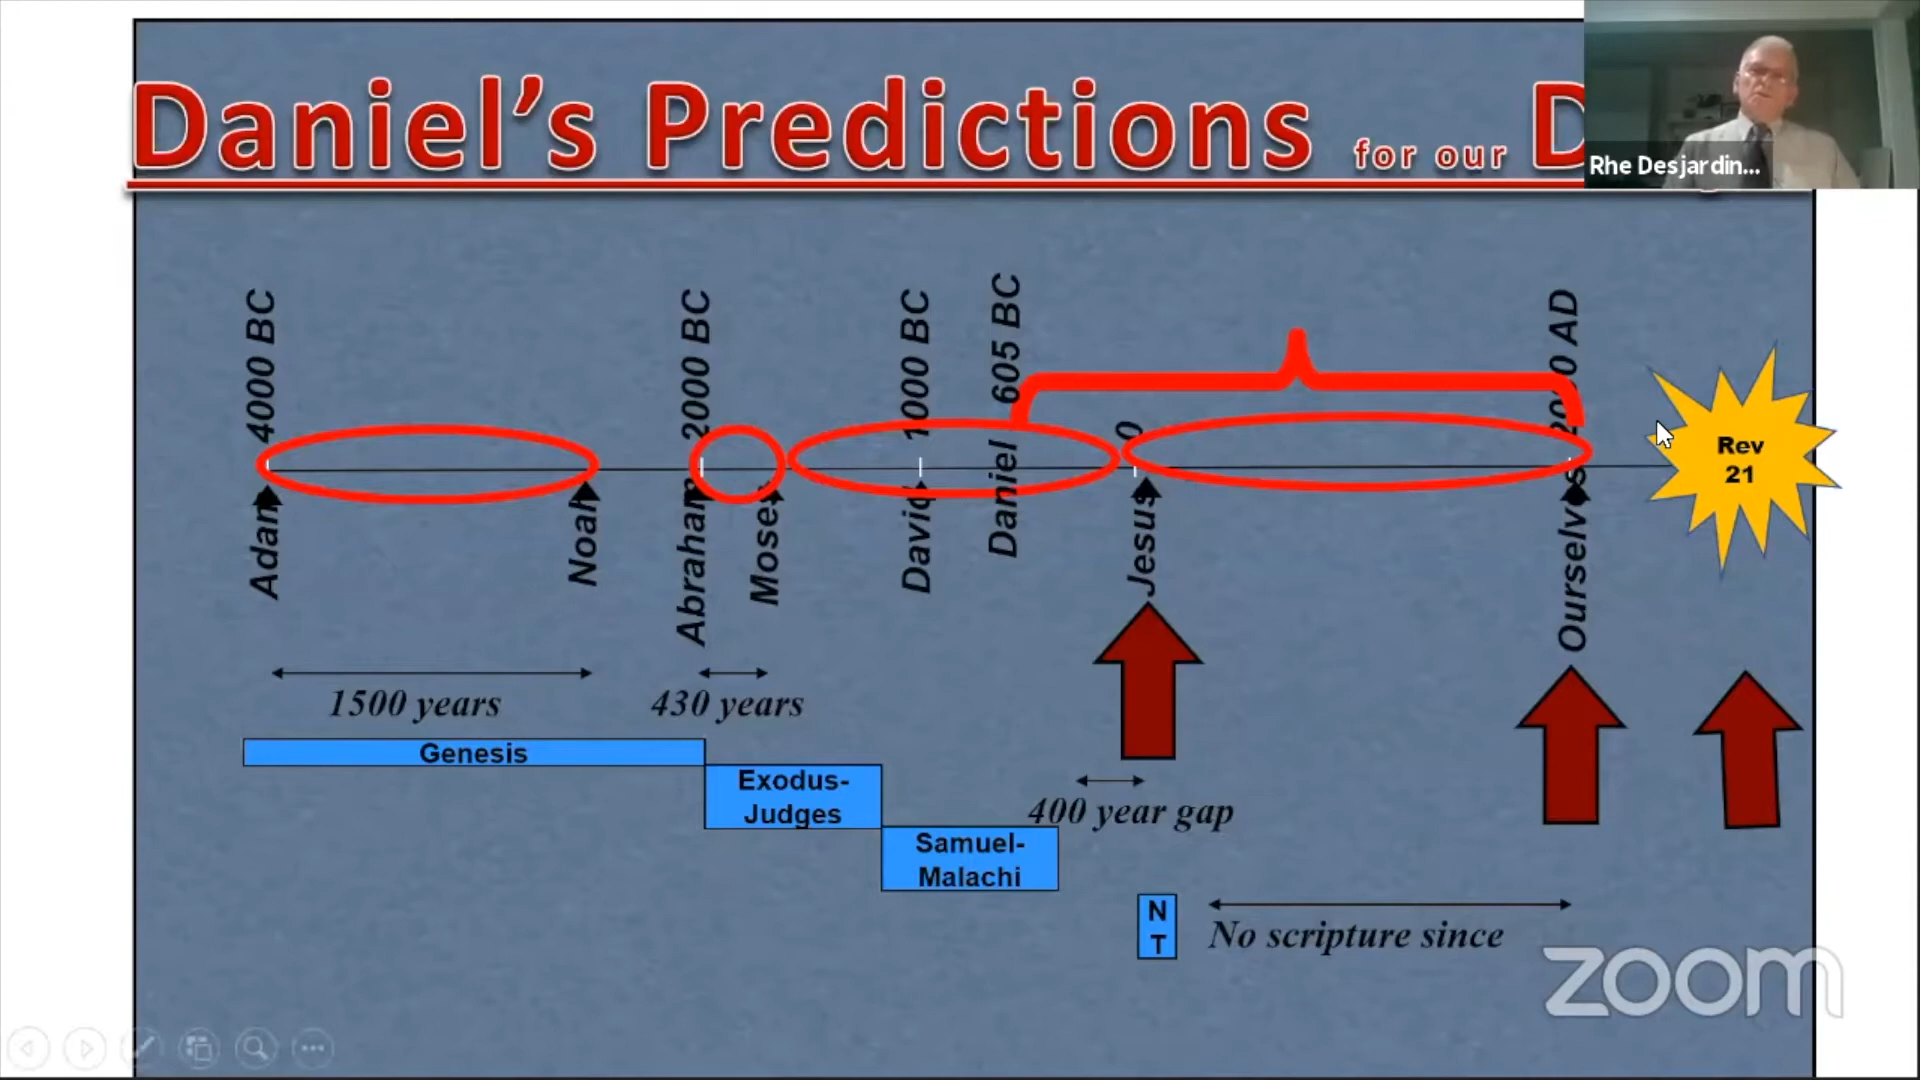 Daniel's Predictions for our D
Rhe Desjardin...
4000 BC
2000 BC
1000 BC
605 BC
0
AD
Adam
Noah
Abraham
Moses
David
Daniel
Jesus
Ourselves
Rev
21
1500 years
430 years
Genesis
Exodus-
Judges
400 year gap
Samuel-
Malachi
N
T
No scripture since
zoom